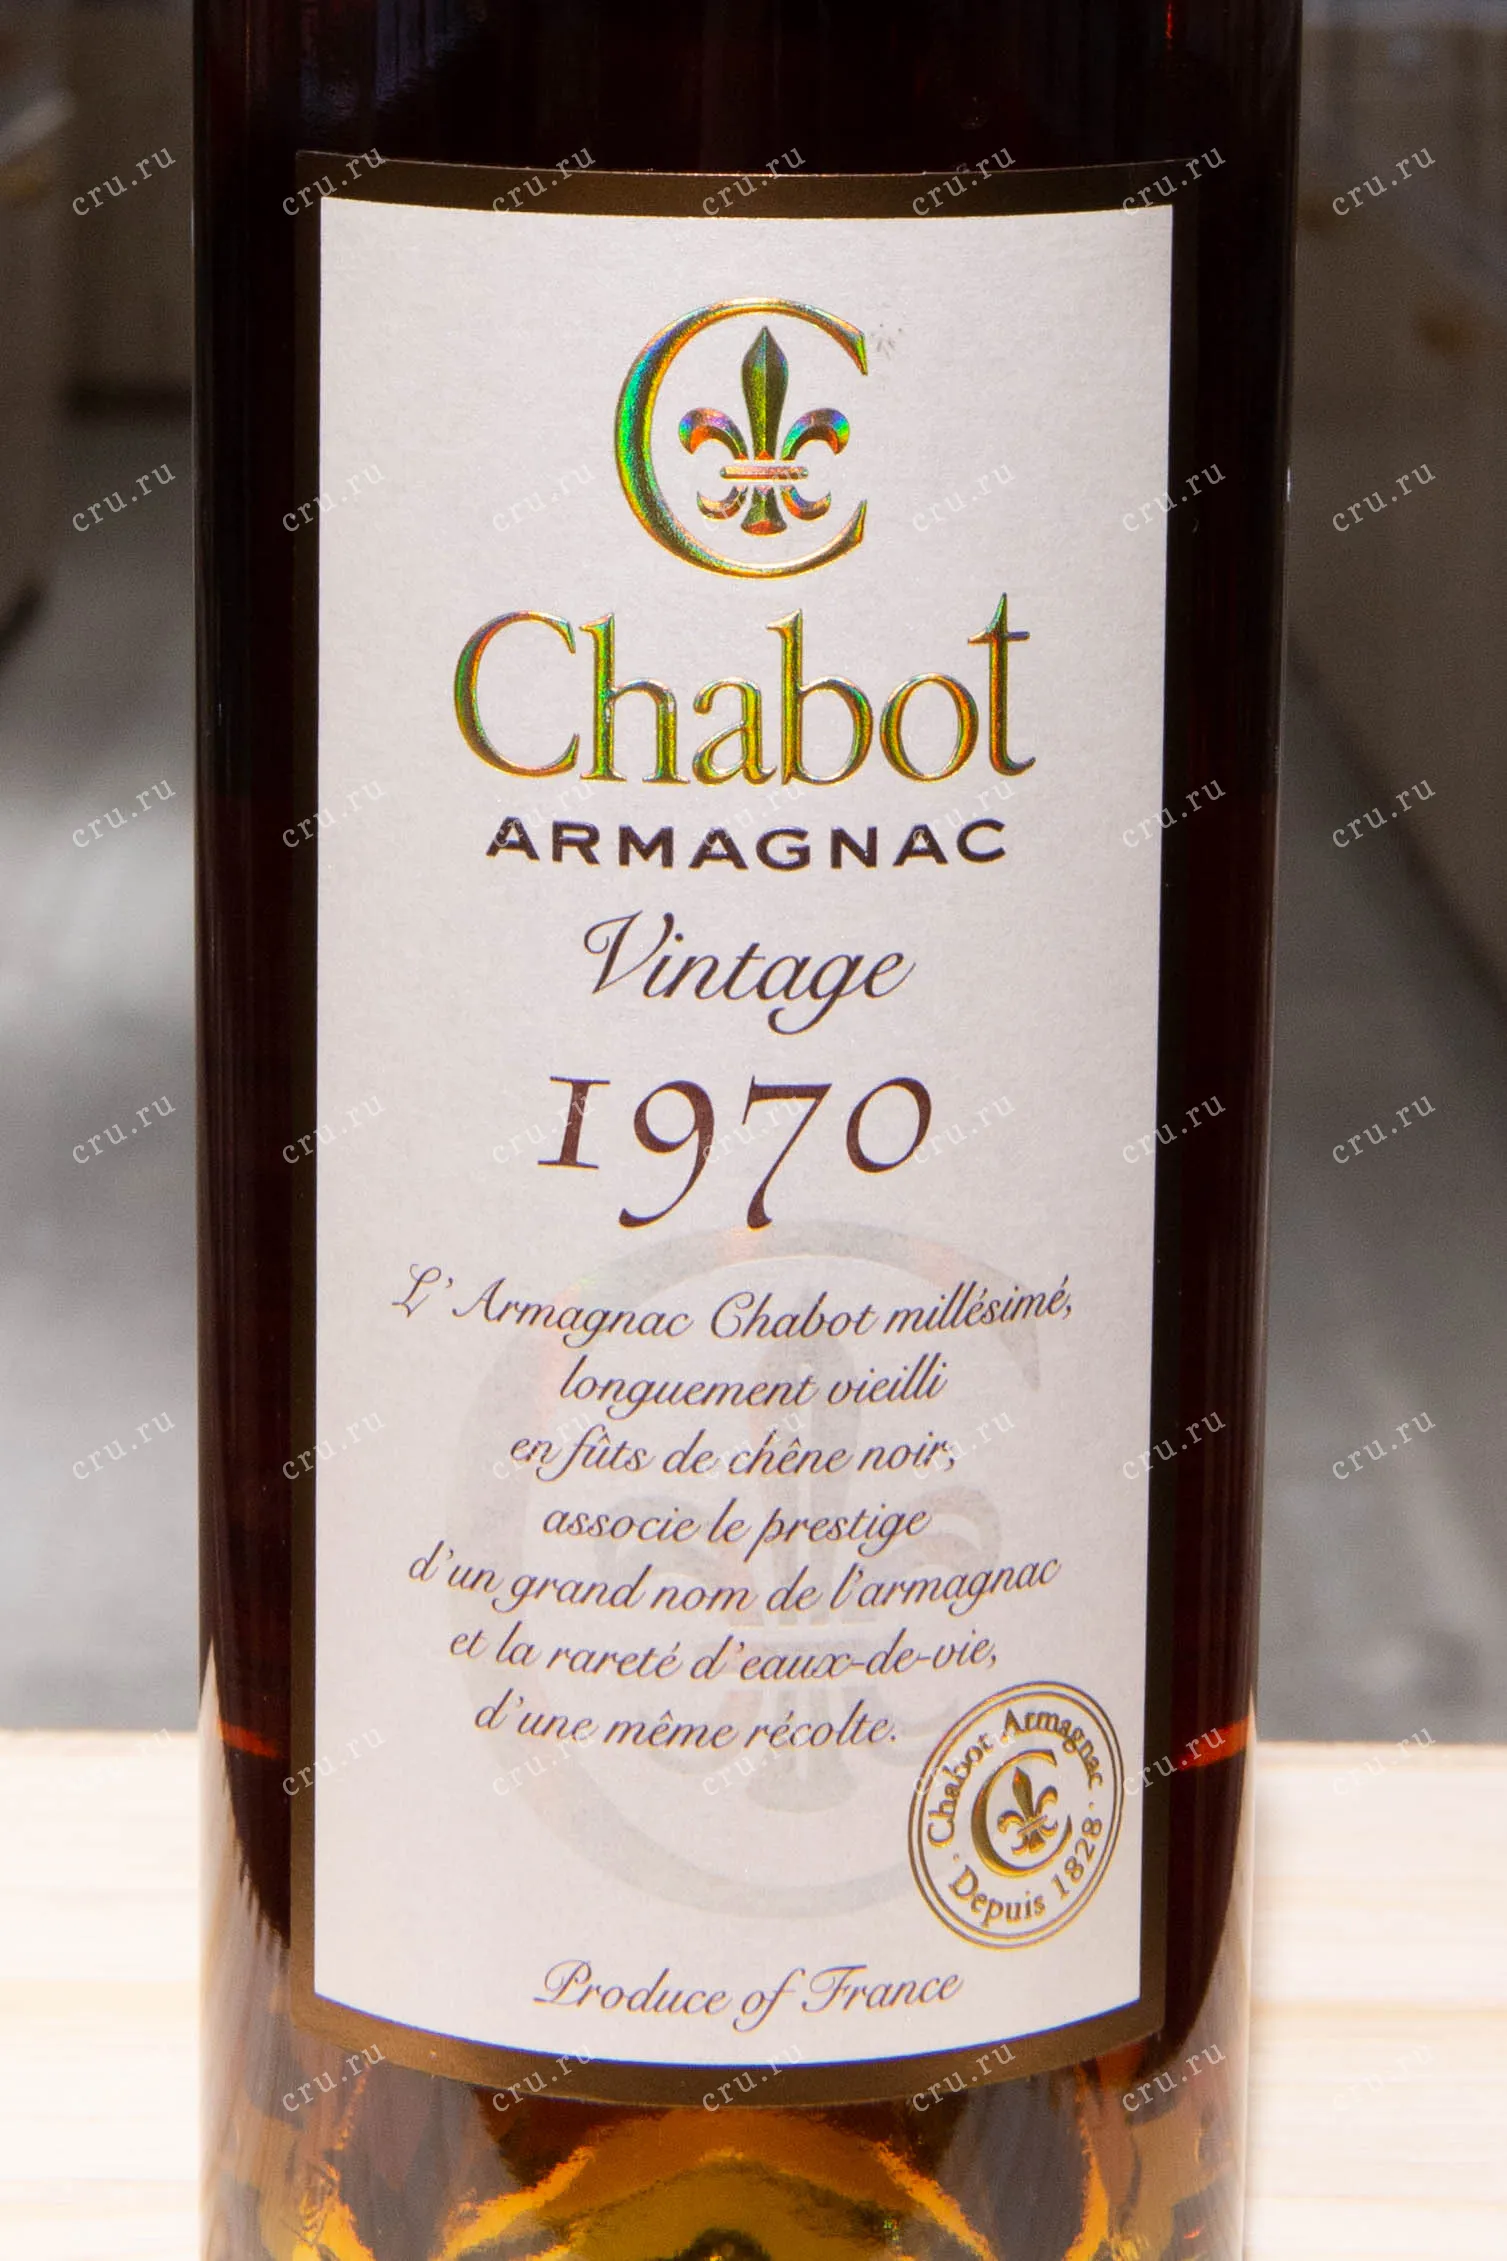 Chabot
ARMAGNAC
Vintage
1970
L'Armagnac Chabot millésimé,
longuement vieilli
en fûts de chêne noir,
associe le prestige
d'un grand nom de l'armagnac
et la rareté d'eaux-de-vie,
d'une même récolte.
Chabot Armagnac
· Depuis 1828 ·
Produce of France
cru.ru